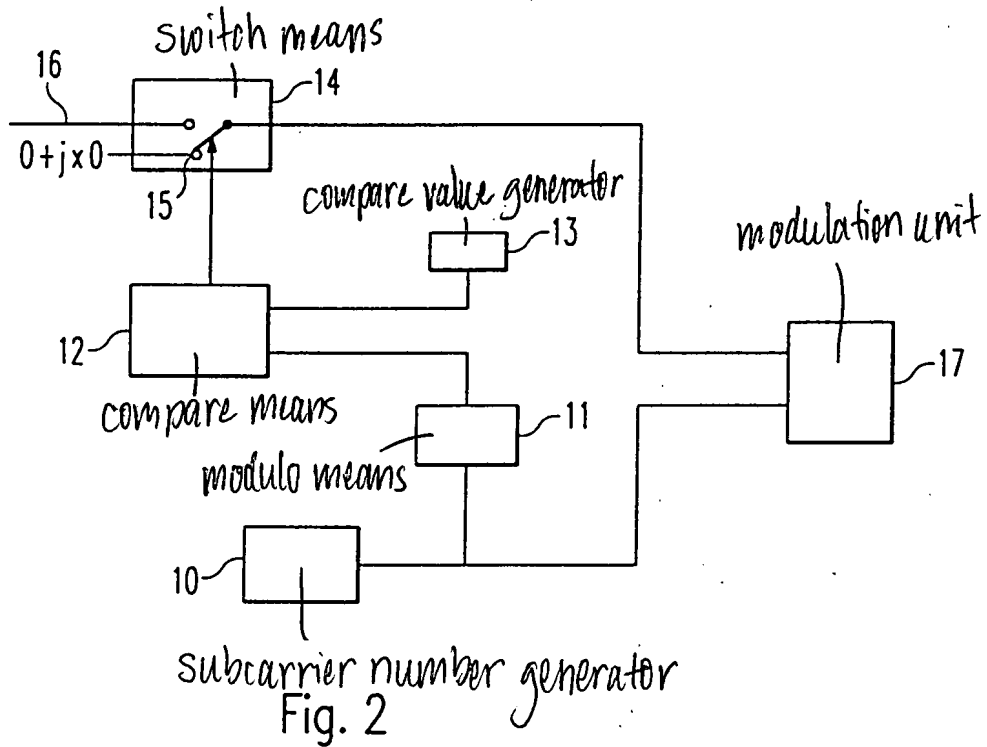 switch means
16
14
0+j×0
15
compare value generator
13
modulation unit
12
17
compare means
11
modulo means
10
subcarrier number generator
Fig. 2